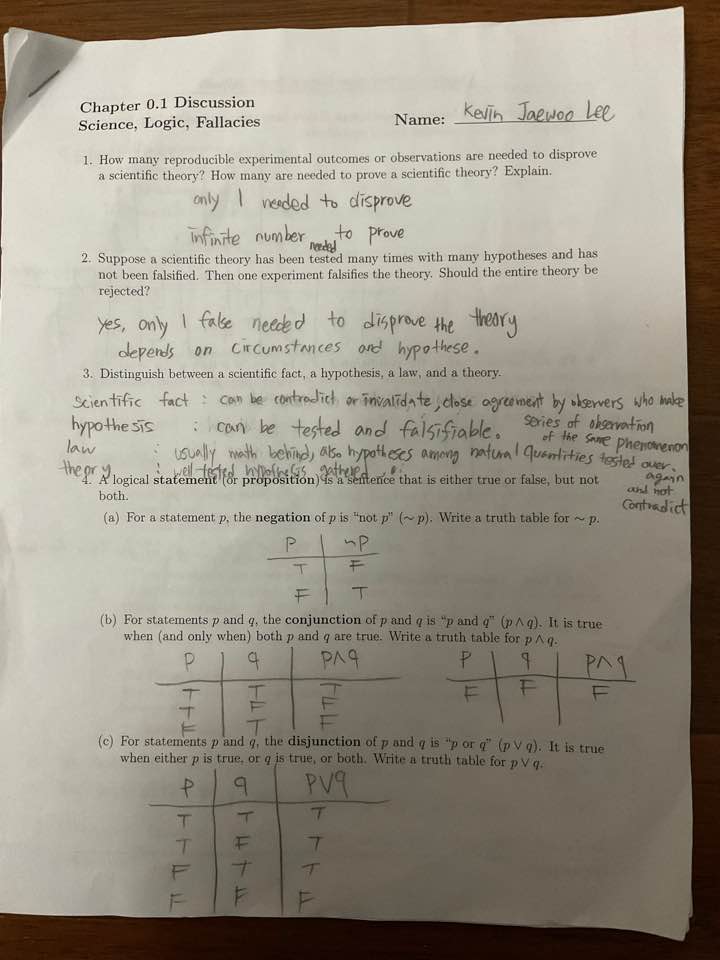 Chapter 0.1 Discussion
Science, Logic, Fallacies
Name: Kevin Jaewoo Lee
1. How many reproducible experimental outcomes or observations are needed to disprove
a scientific theory? How many are needed to prove a scientific theory? Explain.
only 1 needed to disprove
infinite number needed to prove
2. Suppose a scientific theory has been tested many times with many hypotheses and has
not been falsified. Then one experiment falsifies the theory. Should the entire theory be
rejected?
yes, only 1 false needed to disprove the theory
depends on circumstances and hypothese.
3. Distinguish between a scientific fact, a hypothesis, a law, and a theory.
scientific fact : can be contradict or invalidate, close agreement by observers who make
series of observation
of the same phenomenon
hypothesis : can be tested and falsifiable.
law : usually math behind, also hypotheses among natural quantities tested over.
again
and not
contradict
theory : well tested hypothesis gathered
4. A logical statement (or proposition) is a sentence that is either true or false, but not
both.
(a) For a statement p, the negation of p is "not p" (∼ p). Write a truth table for ∼ p.
P ~P
T F
F T
(b) For statements p and q, the conjunction of p and q is "p and q" (p ∧ q). It is true
when (and only when) both p and q are true. Write a truth table for p ∧ q.
P q P∧q
T T T
T F F
F T F
P q P∧q
F F F
(c) For statements p and q, the disjunction of p and q is "p or q" (p ∨ q). It is true
when either p is true, or q is true, or both. Write a truth table for p ∨ q.
P q P∨q
T T T
T F T
F T T
F F F